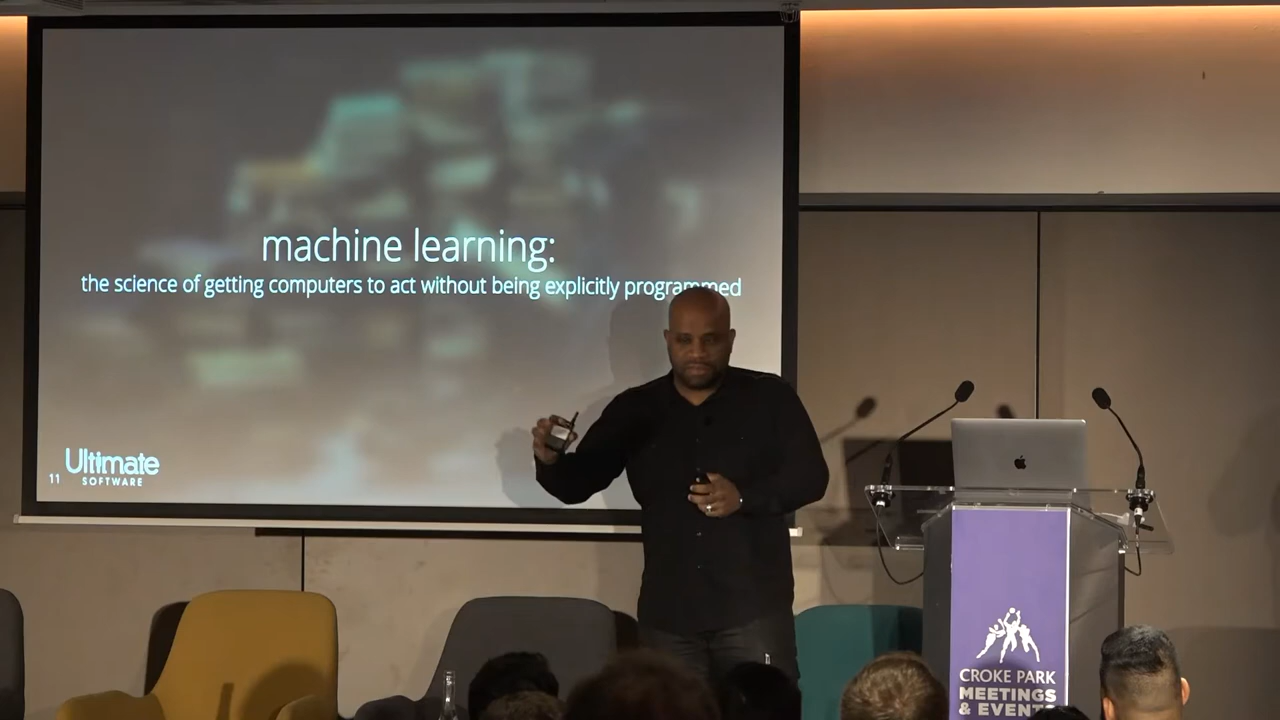 machine learning:
the science of getting computers to act without being explicitly programmed
11
Ultimate
SOFTWARE
CROKE PARK
MEETINGS
& EVENTS